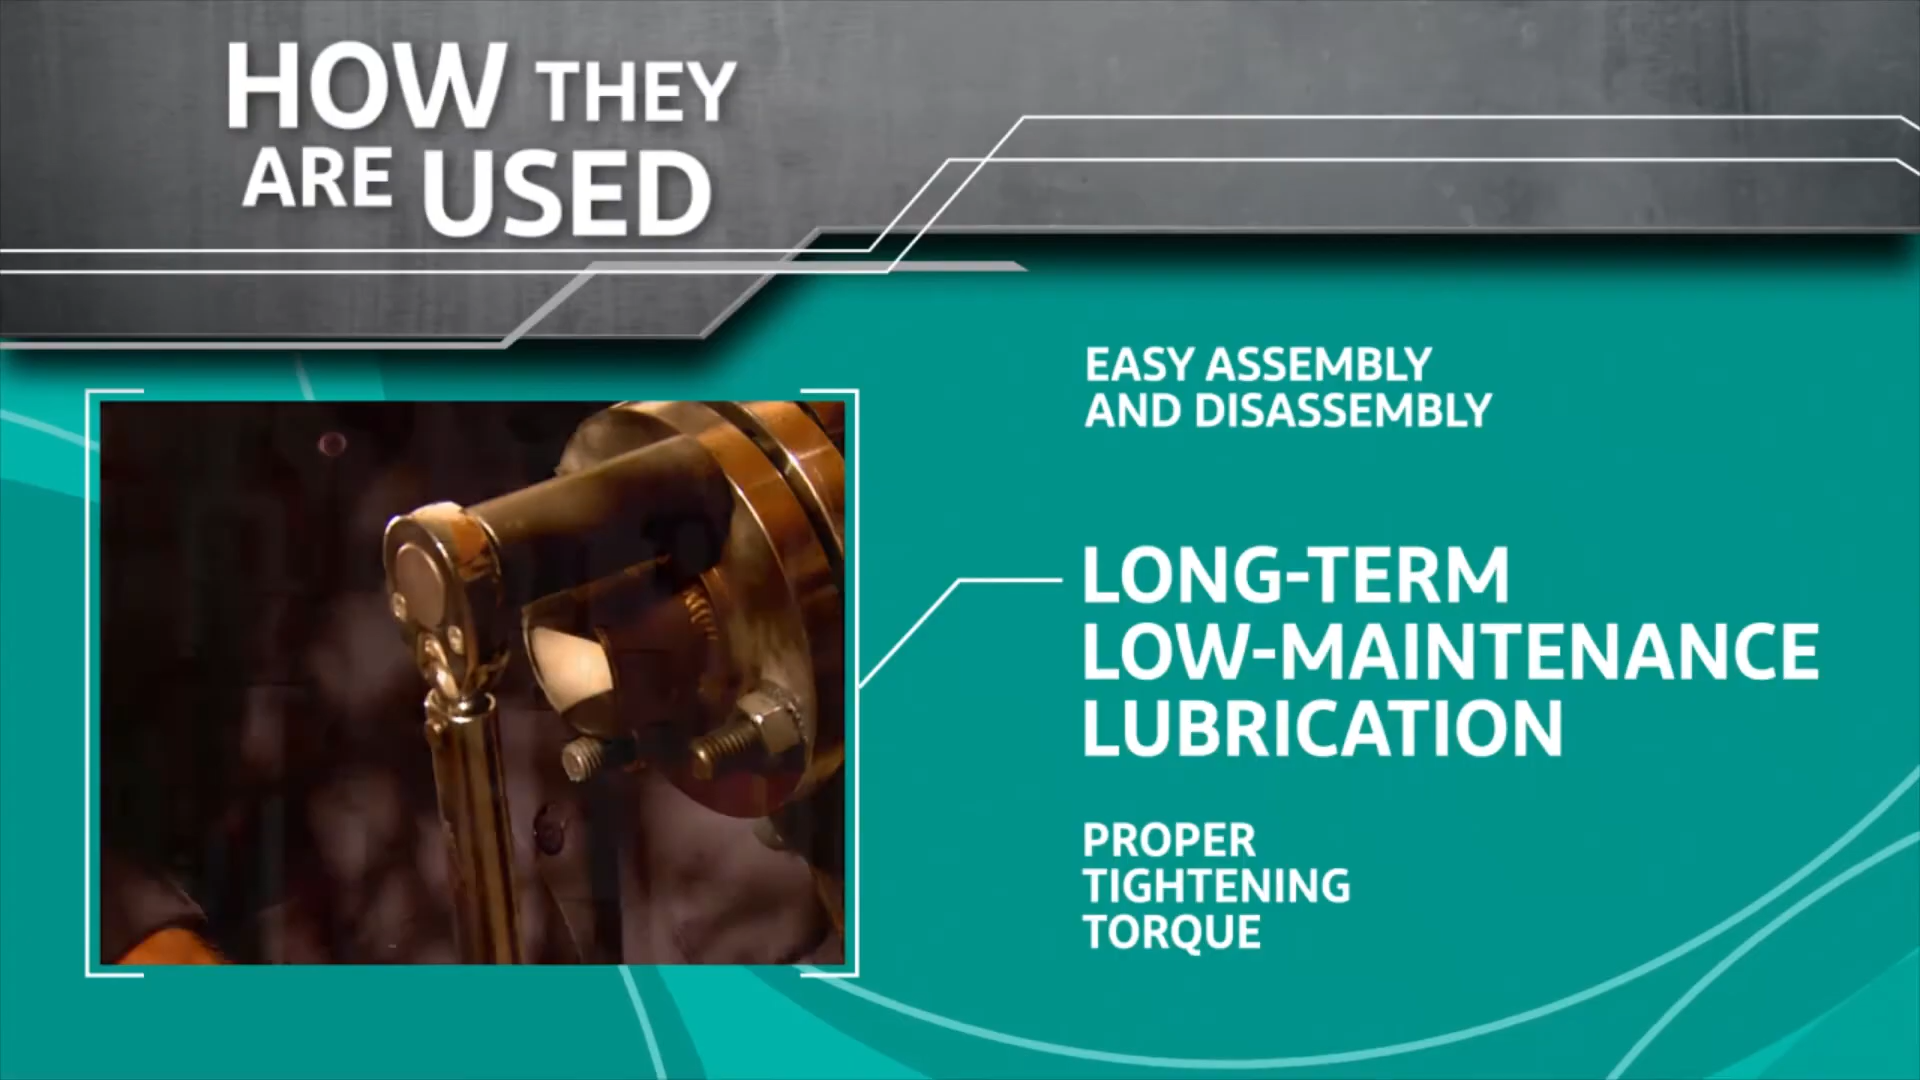 HOW THEY
ARE USED
EASY ASSEMBLY
AND DISASSEMBLY
LONG-TERM
LOW-MAINTENANCE
LUBRICATION
PROPER
TIGHTENING
TORQUE